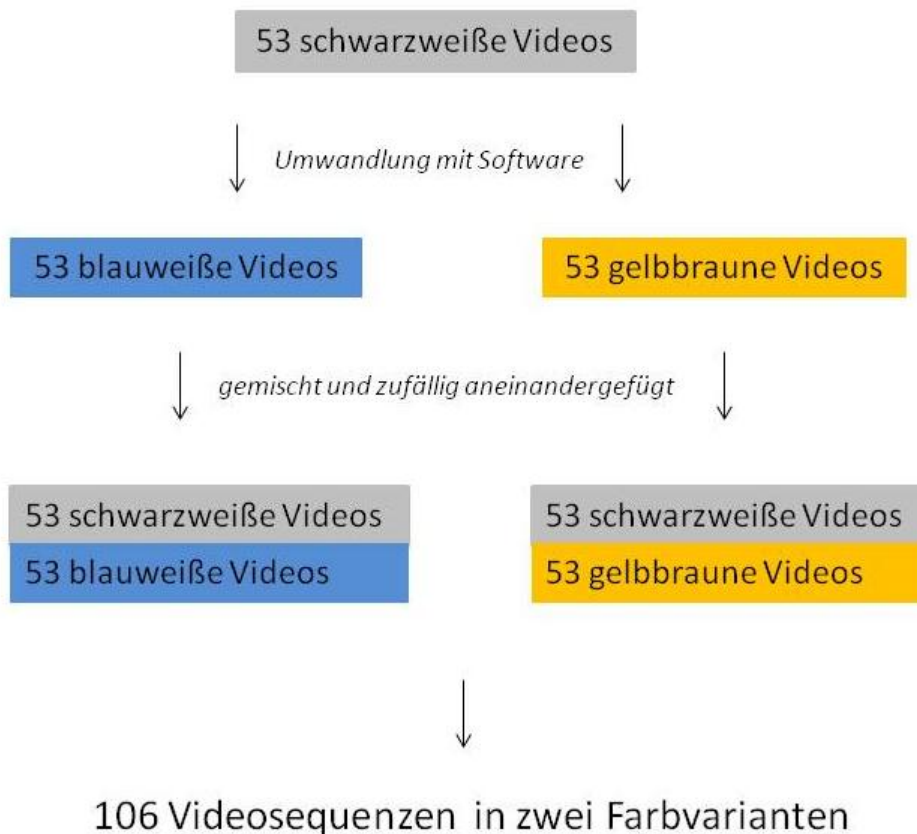 53 schwarzweiße Videos
Umwandlung mit Software
53 blauweiße Videos
53 gelbbraune Videos
gemischt und zufällig aneinandergefügt
53 schwarzweiße Videos
53 blauweiße Videos
53 schwarzweiße Videos
53 gelbbraune Videos
106 Videosequenzen in zwei Farbvarianten